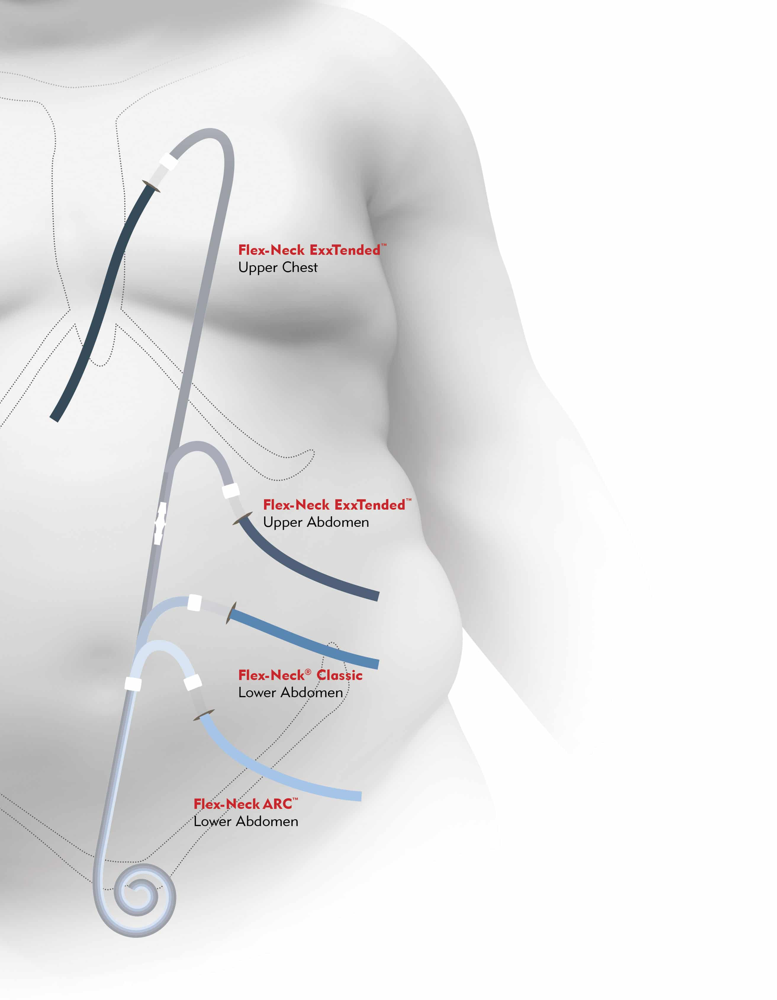 Flex-Neck ExxTended™
Upper Chest
Flex-Neck ExxTended™
Upper Abdomen
Flex-Neck® Classic
Lower Abdomen
Flex-Neck ARC™
Lower Abdomen